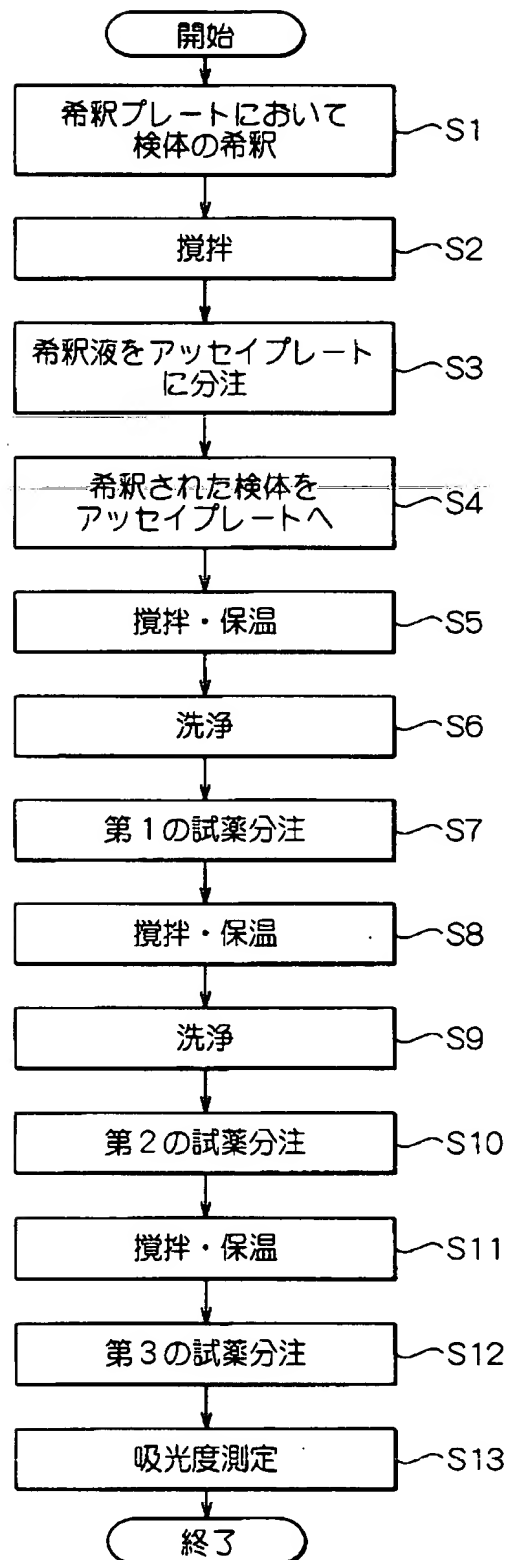 開始
希釈プレートにおいて
検体の希釈
S1
攪拌
S2
希釈液をアッセイプレート
に分注
S3
希釈された検体を
アッセイプレートへ
S4
攪拌・保温
S5
洗浄
S6
第1の試薬分注
S7
攪拌・保温
S8
洗浄
S9
第2の試薬分注
S10
攪拌・保温
S11
第3の試薬分注
S12
吸光度測定
S13
終了